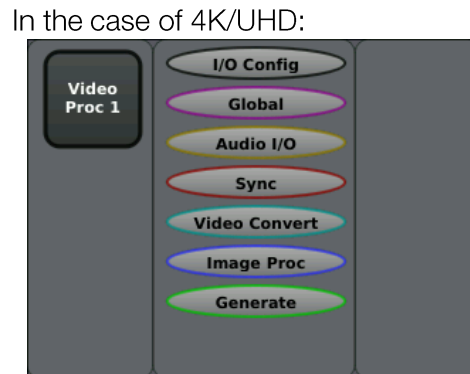 In the case of 4K/UHD:
Video
Proc 1
I/O Config
Global
Audio I/O
Sync
Video Convert
Image Proc
Generate